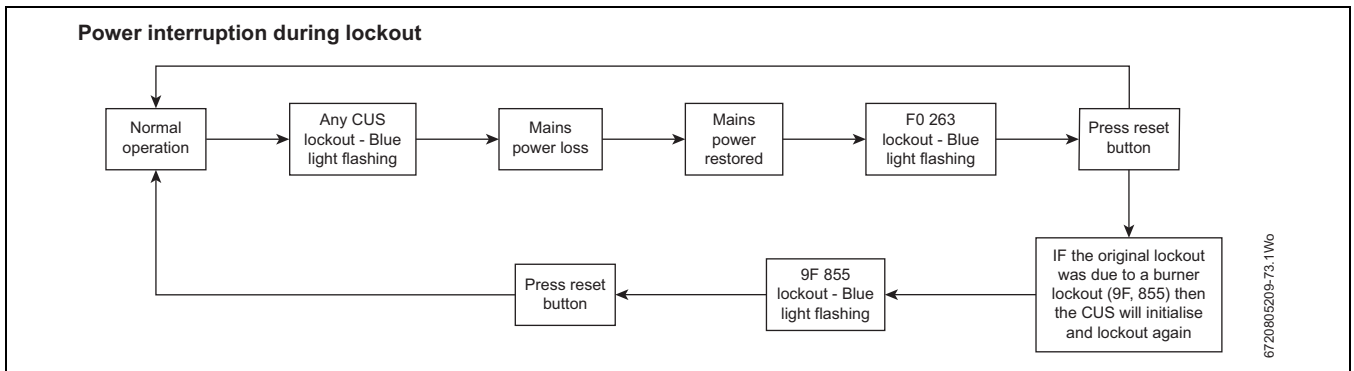 Power interruption during lockout
Normal
operation
Any CUS
lockout - Blue
light flashing
Mains
power loss
Mains
power
restored
F0 263
lockout - Blue
light flashing
Press reset
button
IF the original lockout
was due to a burner
lockout (9F, 855) then
the CUS will initialise
and lockout again
9F 855
lockout - Blue
light flashing
Press reset
button
6720805209-73.1Wo